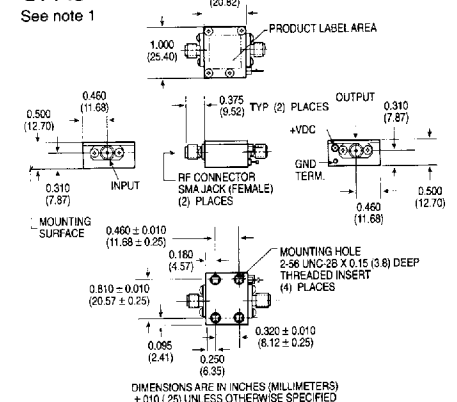 See note 1
(20.82)
PRODUCT LABEL AREA
1.000
(25.40)
0.375
(9.52)
TYP (2) PLACES
OUTPUT
0.460
(11.68)
0.500
(12.70)
+VDC
0.310
(7.87)
GND
TERM.
INPUT
0.310
(7.87)
RF CONNECTOR
SMA JACK (FEMALE)
(2) PLACES
0.460
(11.68)
0.500
(12.70)
MOUNTING
SURFACE
0.460 ± 0.010
(11.68 ± 0.25)
0.180
(4.57)
MOUNTING HOLE
2-56 UNC-2B X 0.15 (3.8) DEEP
THREADED INSERT
(4) PLACES
0.810 ± 0.010
(20.57 ± 0.25)
0.320 ± 0.010
(8.12 ± 0.25)
0.095
(2.41)
0.250
(6.35)
DIMENSIONS ARE IN INCHES (MILLIMETERS)
±.010 (.25) UNLESS OTHERWISE SPECIFIED